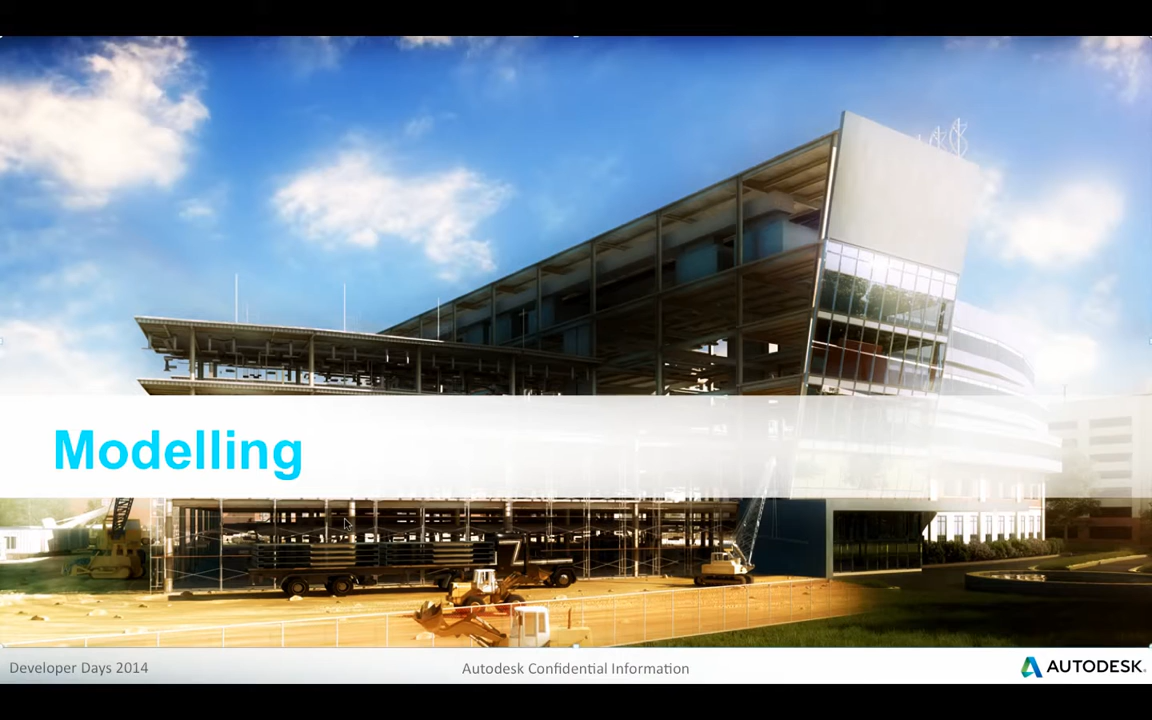 Modelling
Developer Days 2014
Autodesk Confidential Information
AUTODESK.